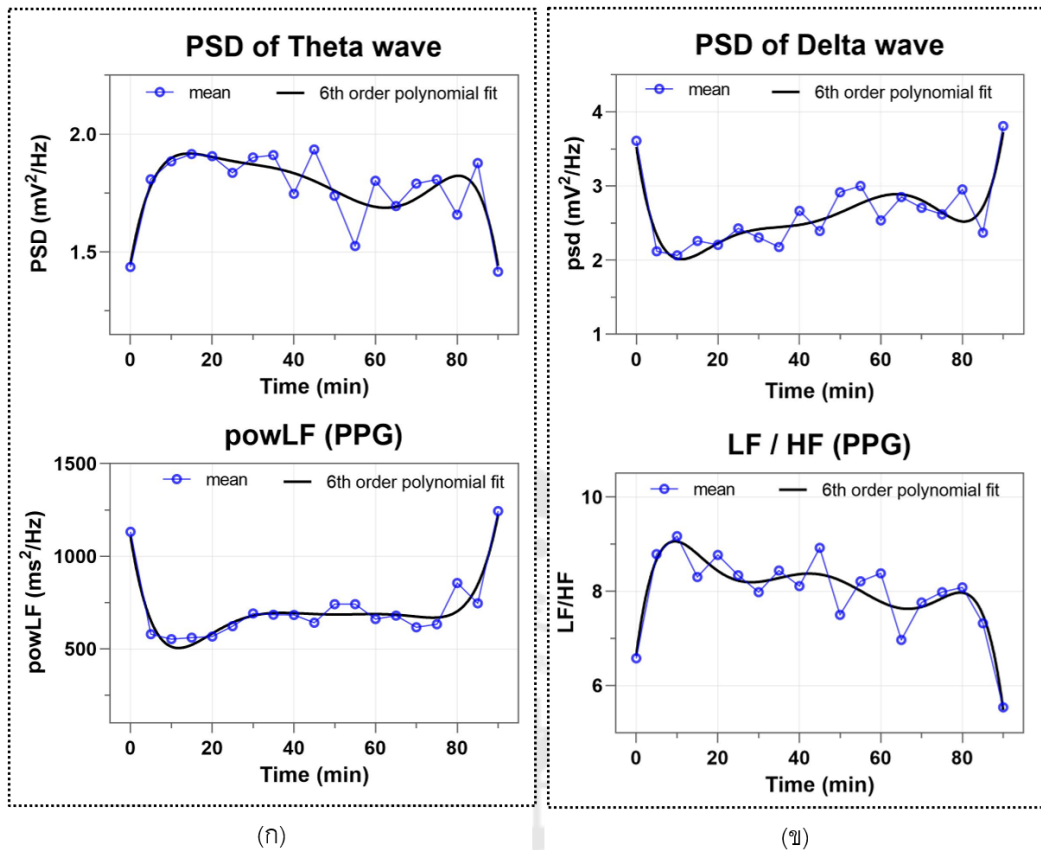 PSD of Theta wave
mean
6th order polynomial fit
PSD (mV²/Hz)
2.0
1.5
0 20 40 60 80
Time (min)
powLF (PPG)
mean
6th order polynomial fit
powLF (ms²/Hz)
1500
1000
500
0 20 40 60 80
Time (min)
(ก)
PSD of Delta wave
mean
6th order polynomial fit
psd (mV²/Hz)
4
3
2
1
0 20 40 60 80
Time (min)
LF / HF (PPG)
mean
6th order polynomial fit
LF/HF
10
8
6
0 20 40 60 80
Time (min)
(ข)